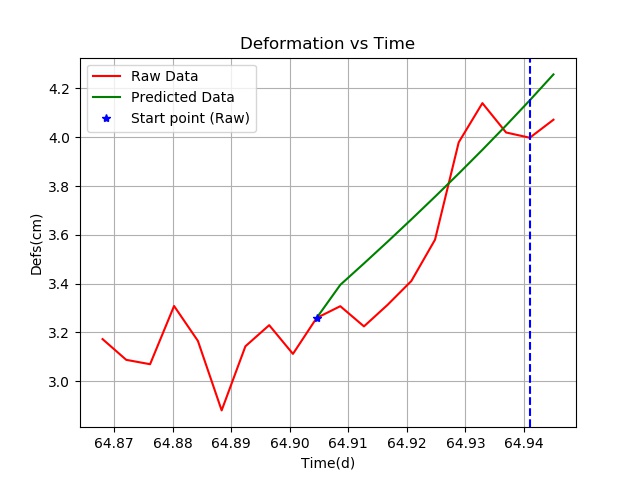 Deformation vs Time
Raw Data
Predicted Data
Start point (Raw)
4.2
4.0
3.8
3.6
3.4
3.2
3.0
Defs(cm)
64.87 64.88 64.89 64.90 64.91 64.92 64.93 64.94
Time(d)